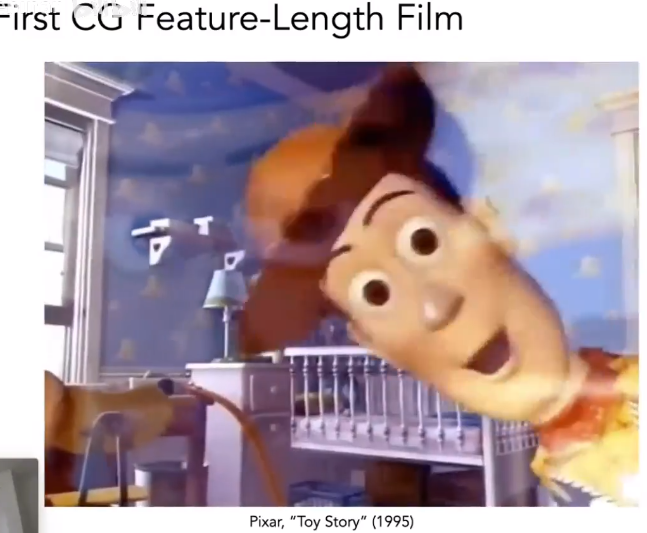 First CG Feature-Length Film
Pixar, “Toy Story” (1995)